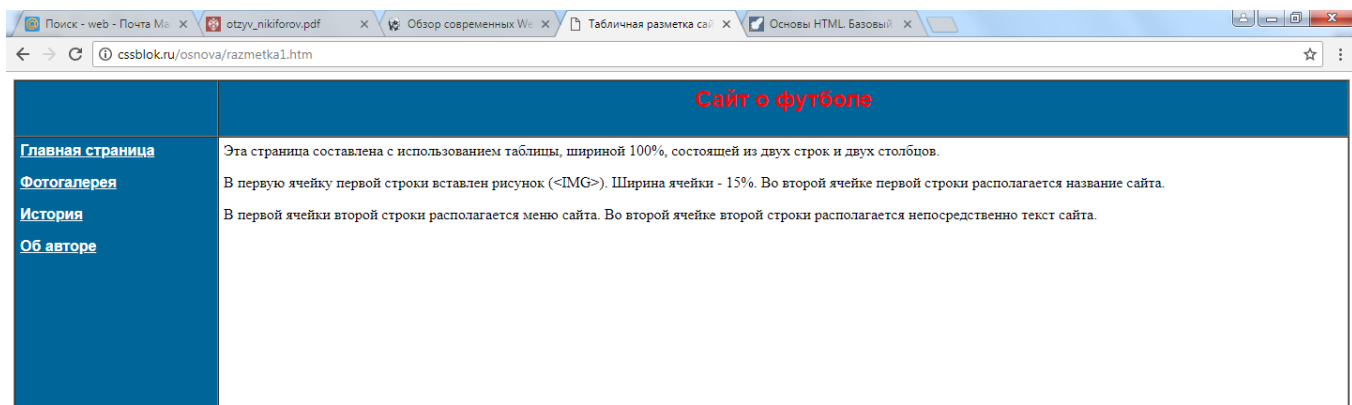 Поиск - web - Почта Ma
otzyv_nikiforov.pdf
Обзор современных We
Табличная разметка сай
Основы HTML. Базовый
cssblok.ru/osnova/razmetka1.htm
Сайт о футболе
Главная страница
Фотогалерея
История
Об авторе
Эта страница составлена с использованием таблицы, шириной 100%, состоящей из двух строк и двух столбцов.
В первую ячейку первой строки вставлен рисунок (<IMG>). Ширина ячейки - 15%. Во второй ячейке первой строки располагается название сайта.
В первой ячейки второй строки располагается меню сайта. Во второй ячейке второй строки располагается непосредственно текст сайта.